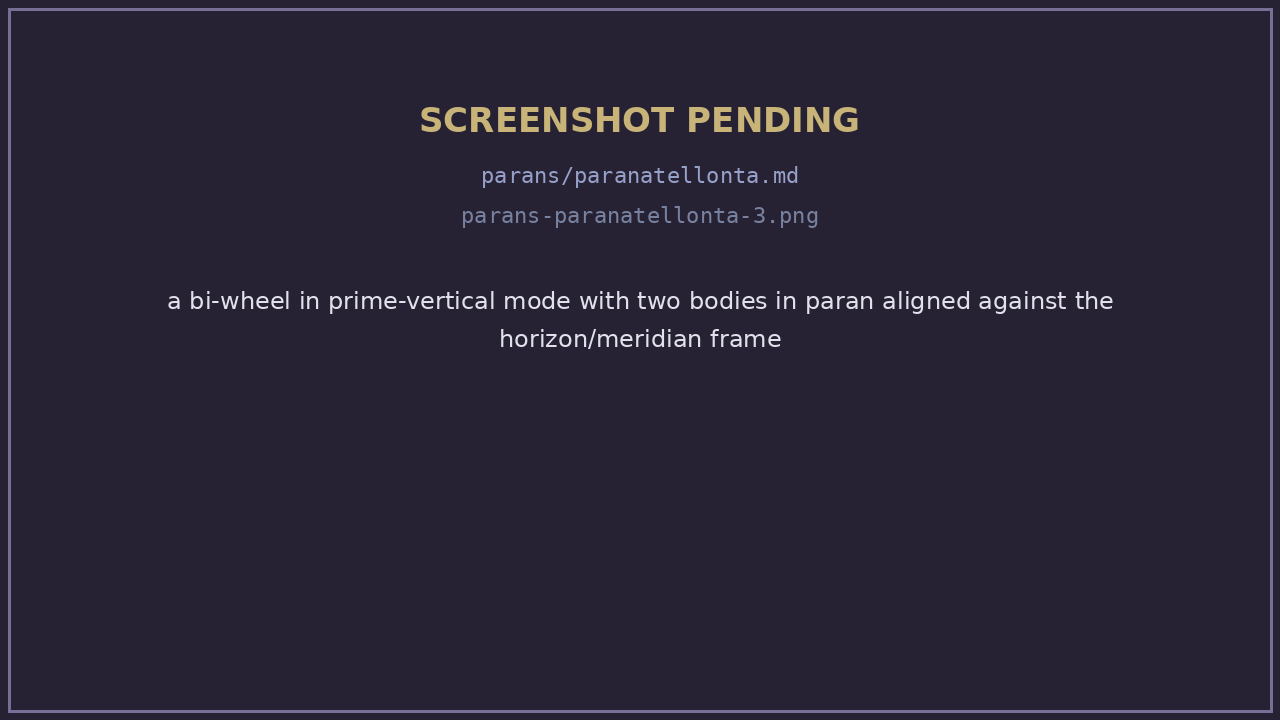 SCREENSHOT PENDING
parans/paranatellonta.md
parans-paranatellonta-3.png
a bi-wheel in prime-vertical mode with two bodies in paran aligned against the
horizon/meridian frame